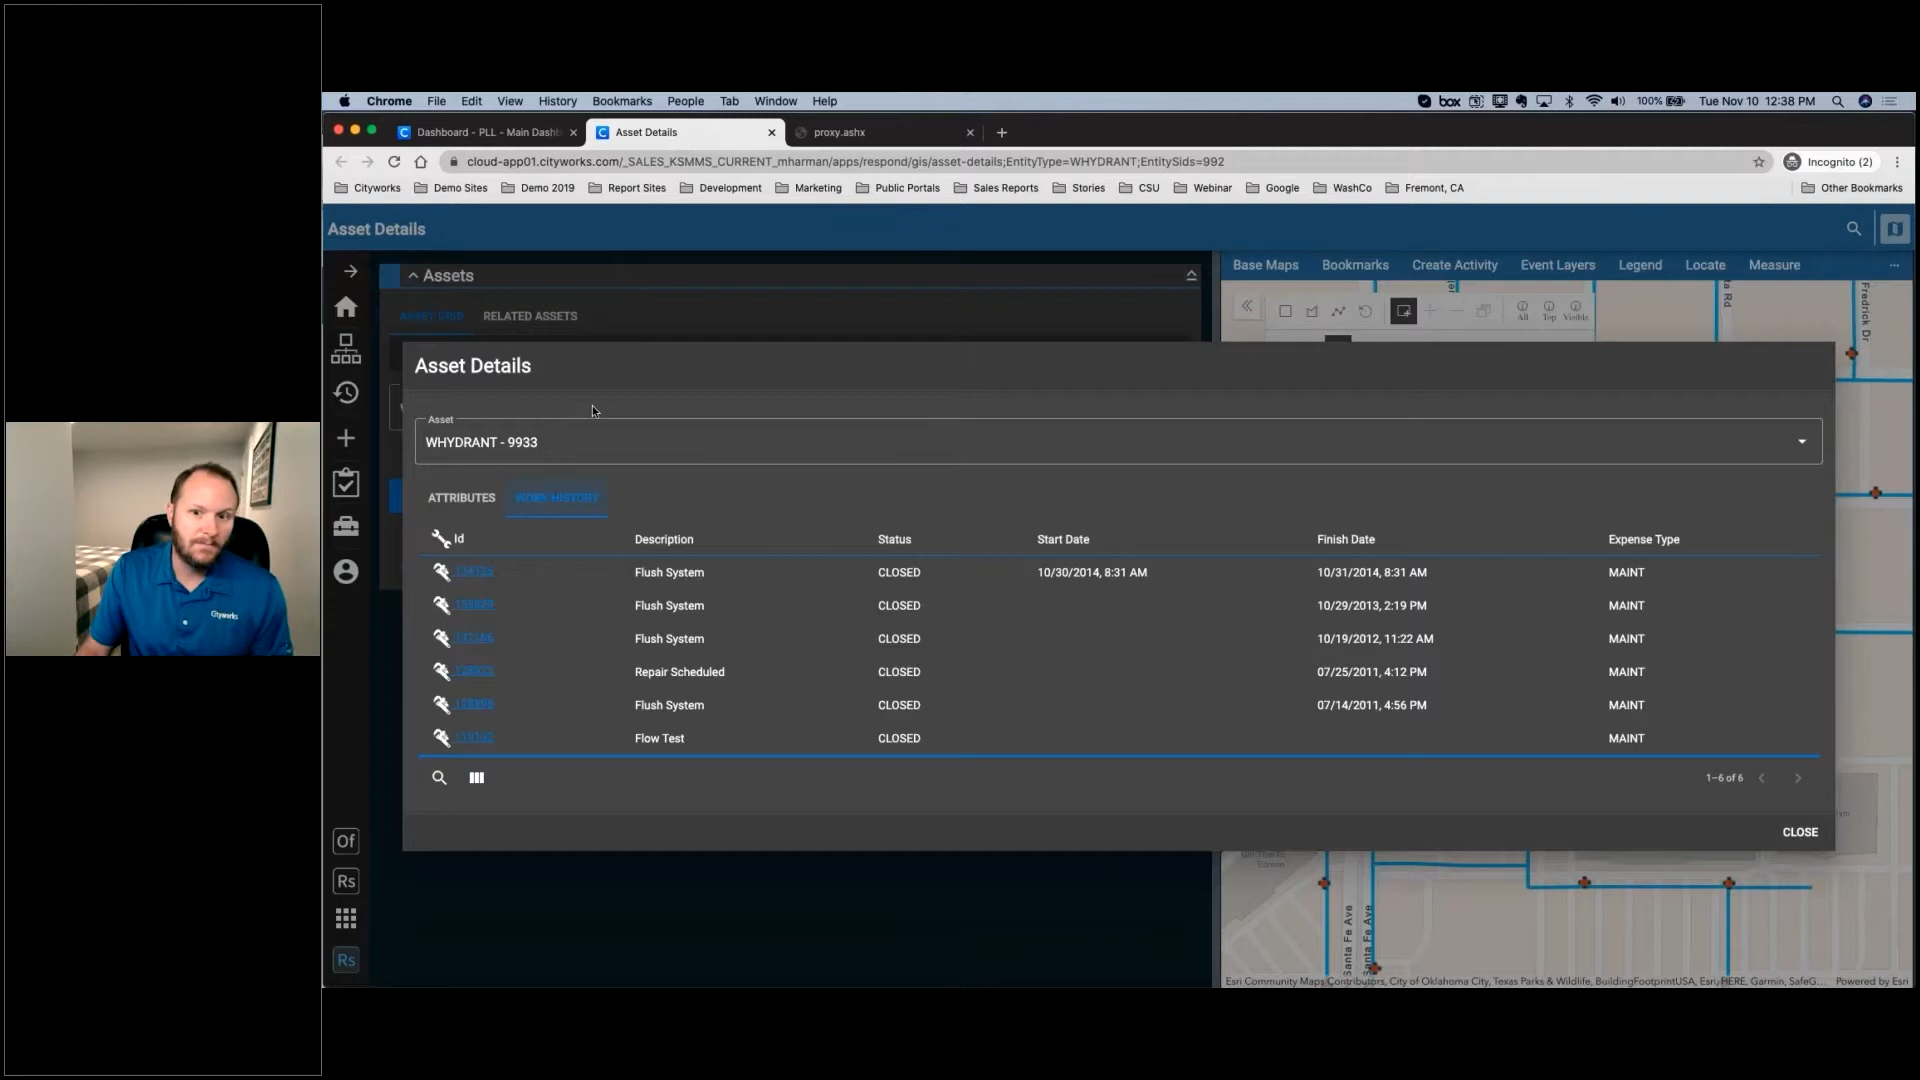 Chrome File Edit View History Bookmarks People Tab Window Help
box 100% Tue Nov 10 12:38 PM
Dashboard - PLL - Main Dashb
Asset Details
proxy.ashx
cloud-app01.cityworks.com/_SALES_KSMMS_CURRENT_mharman/apps/respond/gis/asset-details;EntityType=WHYDRANT;EntitySids=992
Incognito (2)
Cityworks Demo Sites Demo 2019 Report Sites Development Marketing Public Portals Sales Reports Stories CSU Webinar Google WashCo Fremont, CA Other Bookmarks
Asset Details
Assets
Base Maps Bookmarks Create Activity Event Layers Legend Locate Measure ...
ASSET GRID RELATED ASSETS
All Top Visible
Fredrick Dr
Asset Details
Asset
WHYDRANT - 9933
ATTRIBUTES WORK HISTORY
Id Description Status Start Date Finish Date Expense Type
Flush System CLOSED 10/30/2014, 8:31 AM 10/31/2014, 8:31 AM MAINT
Flush System CLOSED 10/29/2013, 2:19 PM MAINT
Flush System CLOSED 10/19/2012, 11:22 AM MAINT
Repair Scheduled CLOSED 07/25/2011, 4:12 PM MAINT
Flush System CLOSED 07/14/2011, 4:56 PM MAINT
Flow Test CLOSED MAINT
1–6 of 6
CLOSE
Cityworks
Of
Rs
Rs
Santa Fe Ave
Santa Fe Ave
Esri Community Maps Contributors, City of Oklahoma City, Texas Parks & Wildlife, BuildingFootprintUSA, Esri, HERE, Garmin, SafeG... Powered by Esri